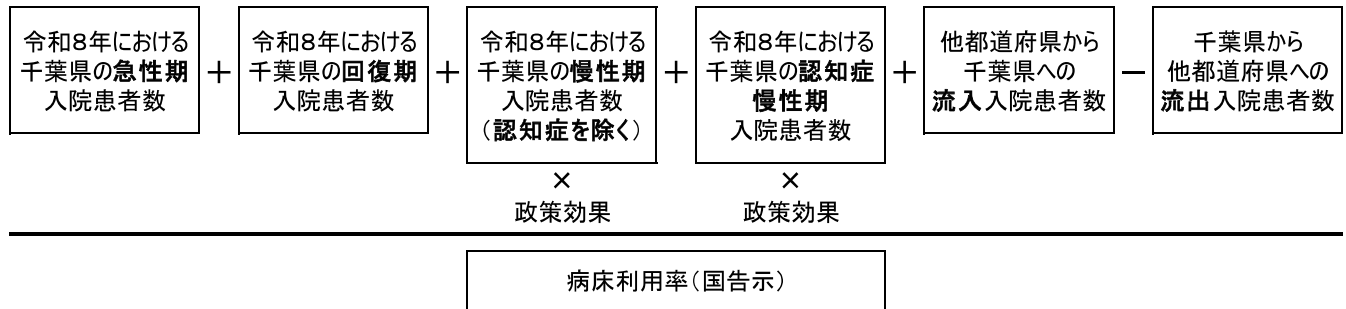 令和８年における
千葉県の急性期
入院患者数
＋
令和８年における
千葉県の回復期
入院患者数
＋
令和８年における
千葉県の慢性期
入院患者数
（認知症を除く）
×
政策効果
＋
令和８年における
千葉県の認知症
慢性期
入院患者数
×
政策効果
＋
他都道府県から
千葉県への
流入入院患者数
－
千葉県から
他都道府県への
流出入院患者数
病床利用率（国告示）